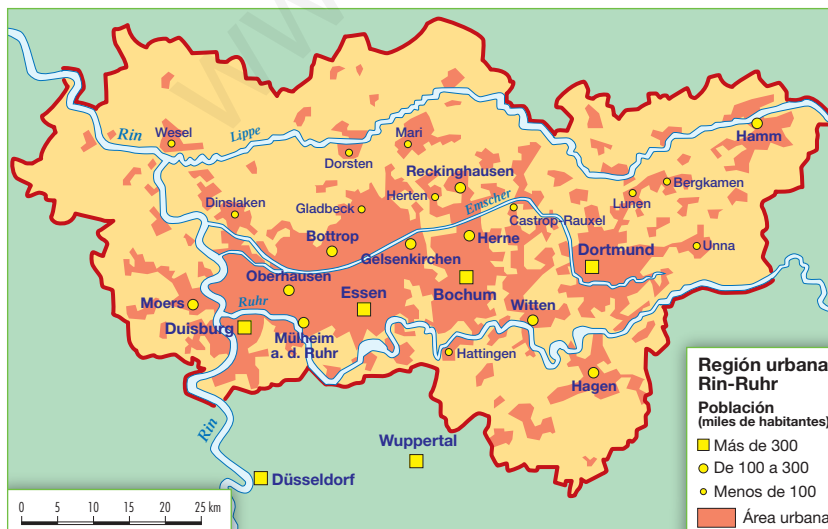 WW
Rin
Wesel
Lippe
Mari
Dorsten
Hamm
Reckinghausen
Bergkamen
Dinslaken
Gladbeck
Herten
Emscher
Lunen
Castrop-Rauxel
Bottrop
Gelsenkirchen
Herne
Dortmund
Unna
Oberhausen
Moers
Ruhr
Essen
Bochum
Witten
Duisburg
Mülheim
a. d. Ruhr
Hattingen
Hagen
Rin
Wuppertal
Düsseldorf
0 5 10 15 20 25 km
Región urbana
Rin-Ruhr
Población
(miles de habitantes)
Más de 300
De 100 a 300
Menos de 100
Área urbana